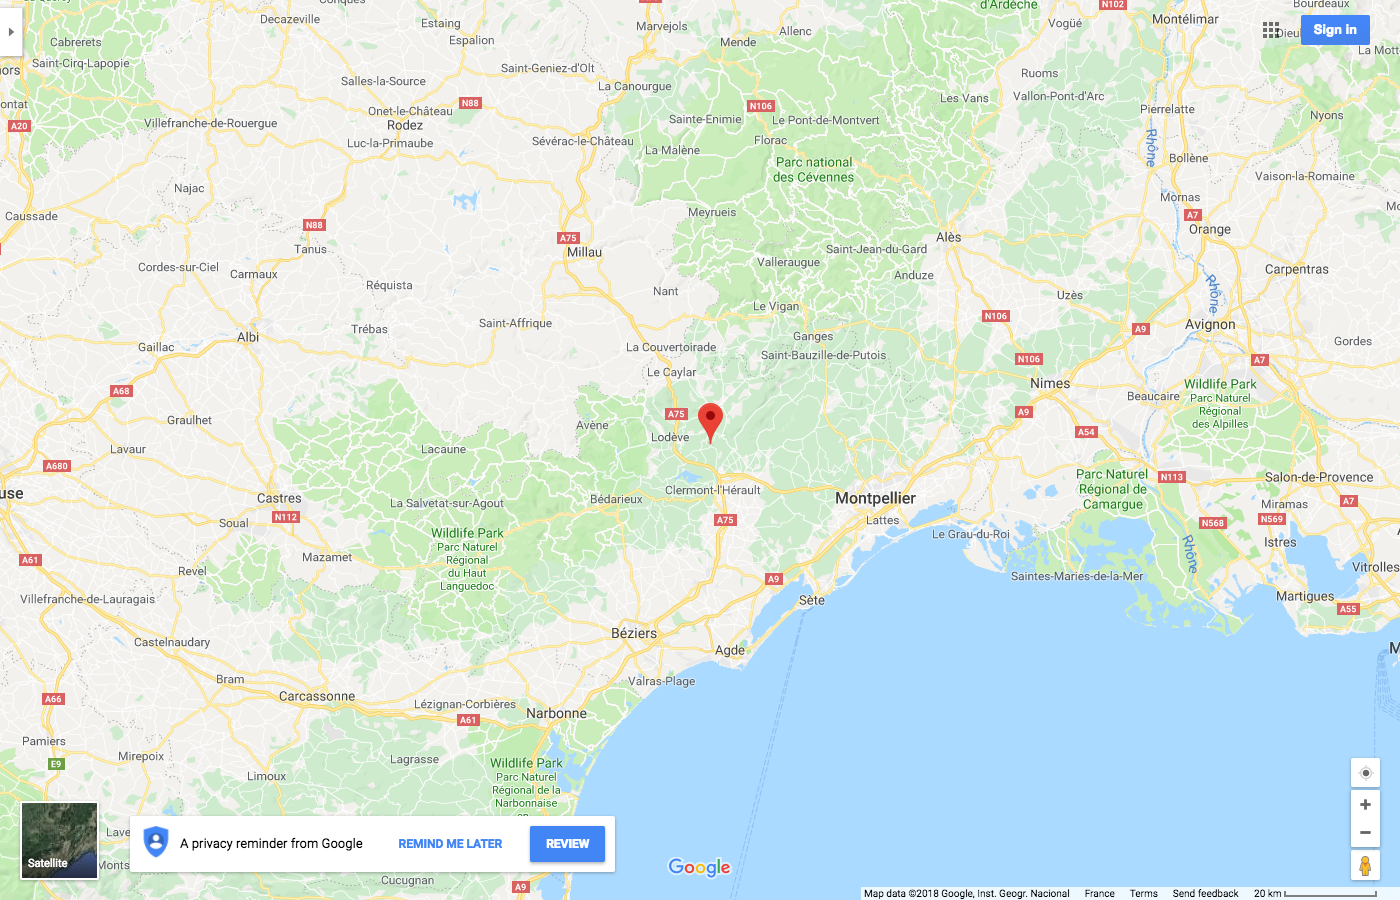 Decazeville
Estaing
Espalion
Marvejols
Allenc
Mende
d'Ardèche
N102
Vogüé
Montélimar
Bourdeaux
Dieul
Sign in
La Mott
Cabrerets
Saint-Cirq-Lapopie
Saint-Geniez-d'Olt
Salles-la-Source
La Canourgue
Ruoms
Les Vans
Vallon-Pont-d'Arc
Pierrelatte
Nyons
ontat
A20
Villefranche-de-Rouergue
Onet-le-Château
N88
Rodez
Luc-la-Primaube
Sévérac-le-Château
N106
Sainte-Enimie
Le Pont-de-Montvert
Florac
La Malène
Parc national
des Cévennes
Rhône
Bollène
Vaison-la-Romaine
Najac
Mornas
Caussade
N88
Meyrueis
A7
Orange
Tanus
A75
Millau
Alès
Saint-Jean-du-Gard
Cordes-sur-Ciel
Carmaux
Valleraugue
Anduze
Carpentras
Réquista
Nant
Uzès
Rhône
Le Vigan
Saint-Affrique
Trébas
N106
A9
Avignon
Albi
Gaillac
La Couvertoirade
Ganges
Saint-Bauzille-de-Putois
Gordes
N106
A7
Le Caylar
Nimes
Beaucaire
Wildlife Park
Parc Naturel
Régional
des Alpilles
A68
A75
A9
Graulhet
Avène
Lodève
A54
Lavaur
Lacaune
A680
Parc Naturel
Régional de
Camargue
N113
Salon-de-Provence
use
Castres
La Salvetat-sur-Agout
Bédarieux
Clermont-l'Hérault
Montpellier
Miramas
A7
Soual
N112
A75
Lattes
N568
N569
Wildlife Park
Parc Naturel
Régional
du Haut
Languedoc
Le Grau-du-Roi
Rhône
Istres
A61
Mazamet
Revel
A9
Saintes-Maries-de-la-Mer
Vitrolles
Villefranche-de-Lauragais
Sète
Martigues
A55
Castelnaudary
Béziers
Agde
M
Bram
Valras-Plage
A66
Carcassonne
Lézignan-Corbières
A61
Narbonne
Pamiers
Mirepoix
Lagrasse
E9
Limoux
Wildlife Park
Parc Naturel
Régional de la
Narbonnaise
en
Lave
Satellite
Monts
A privacy reminder from Google
REMIND ME LATER
REVIEW
Cucugnan
A9
Google
Map data ©2018 Google, Inst. Geogr. Nacional France Terms Send feedback 20 km